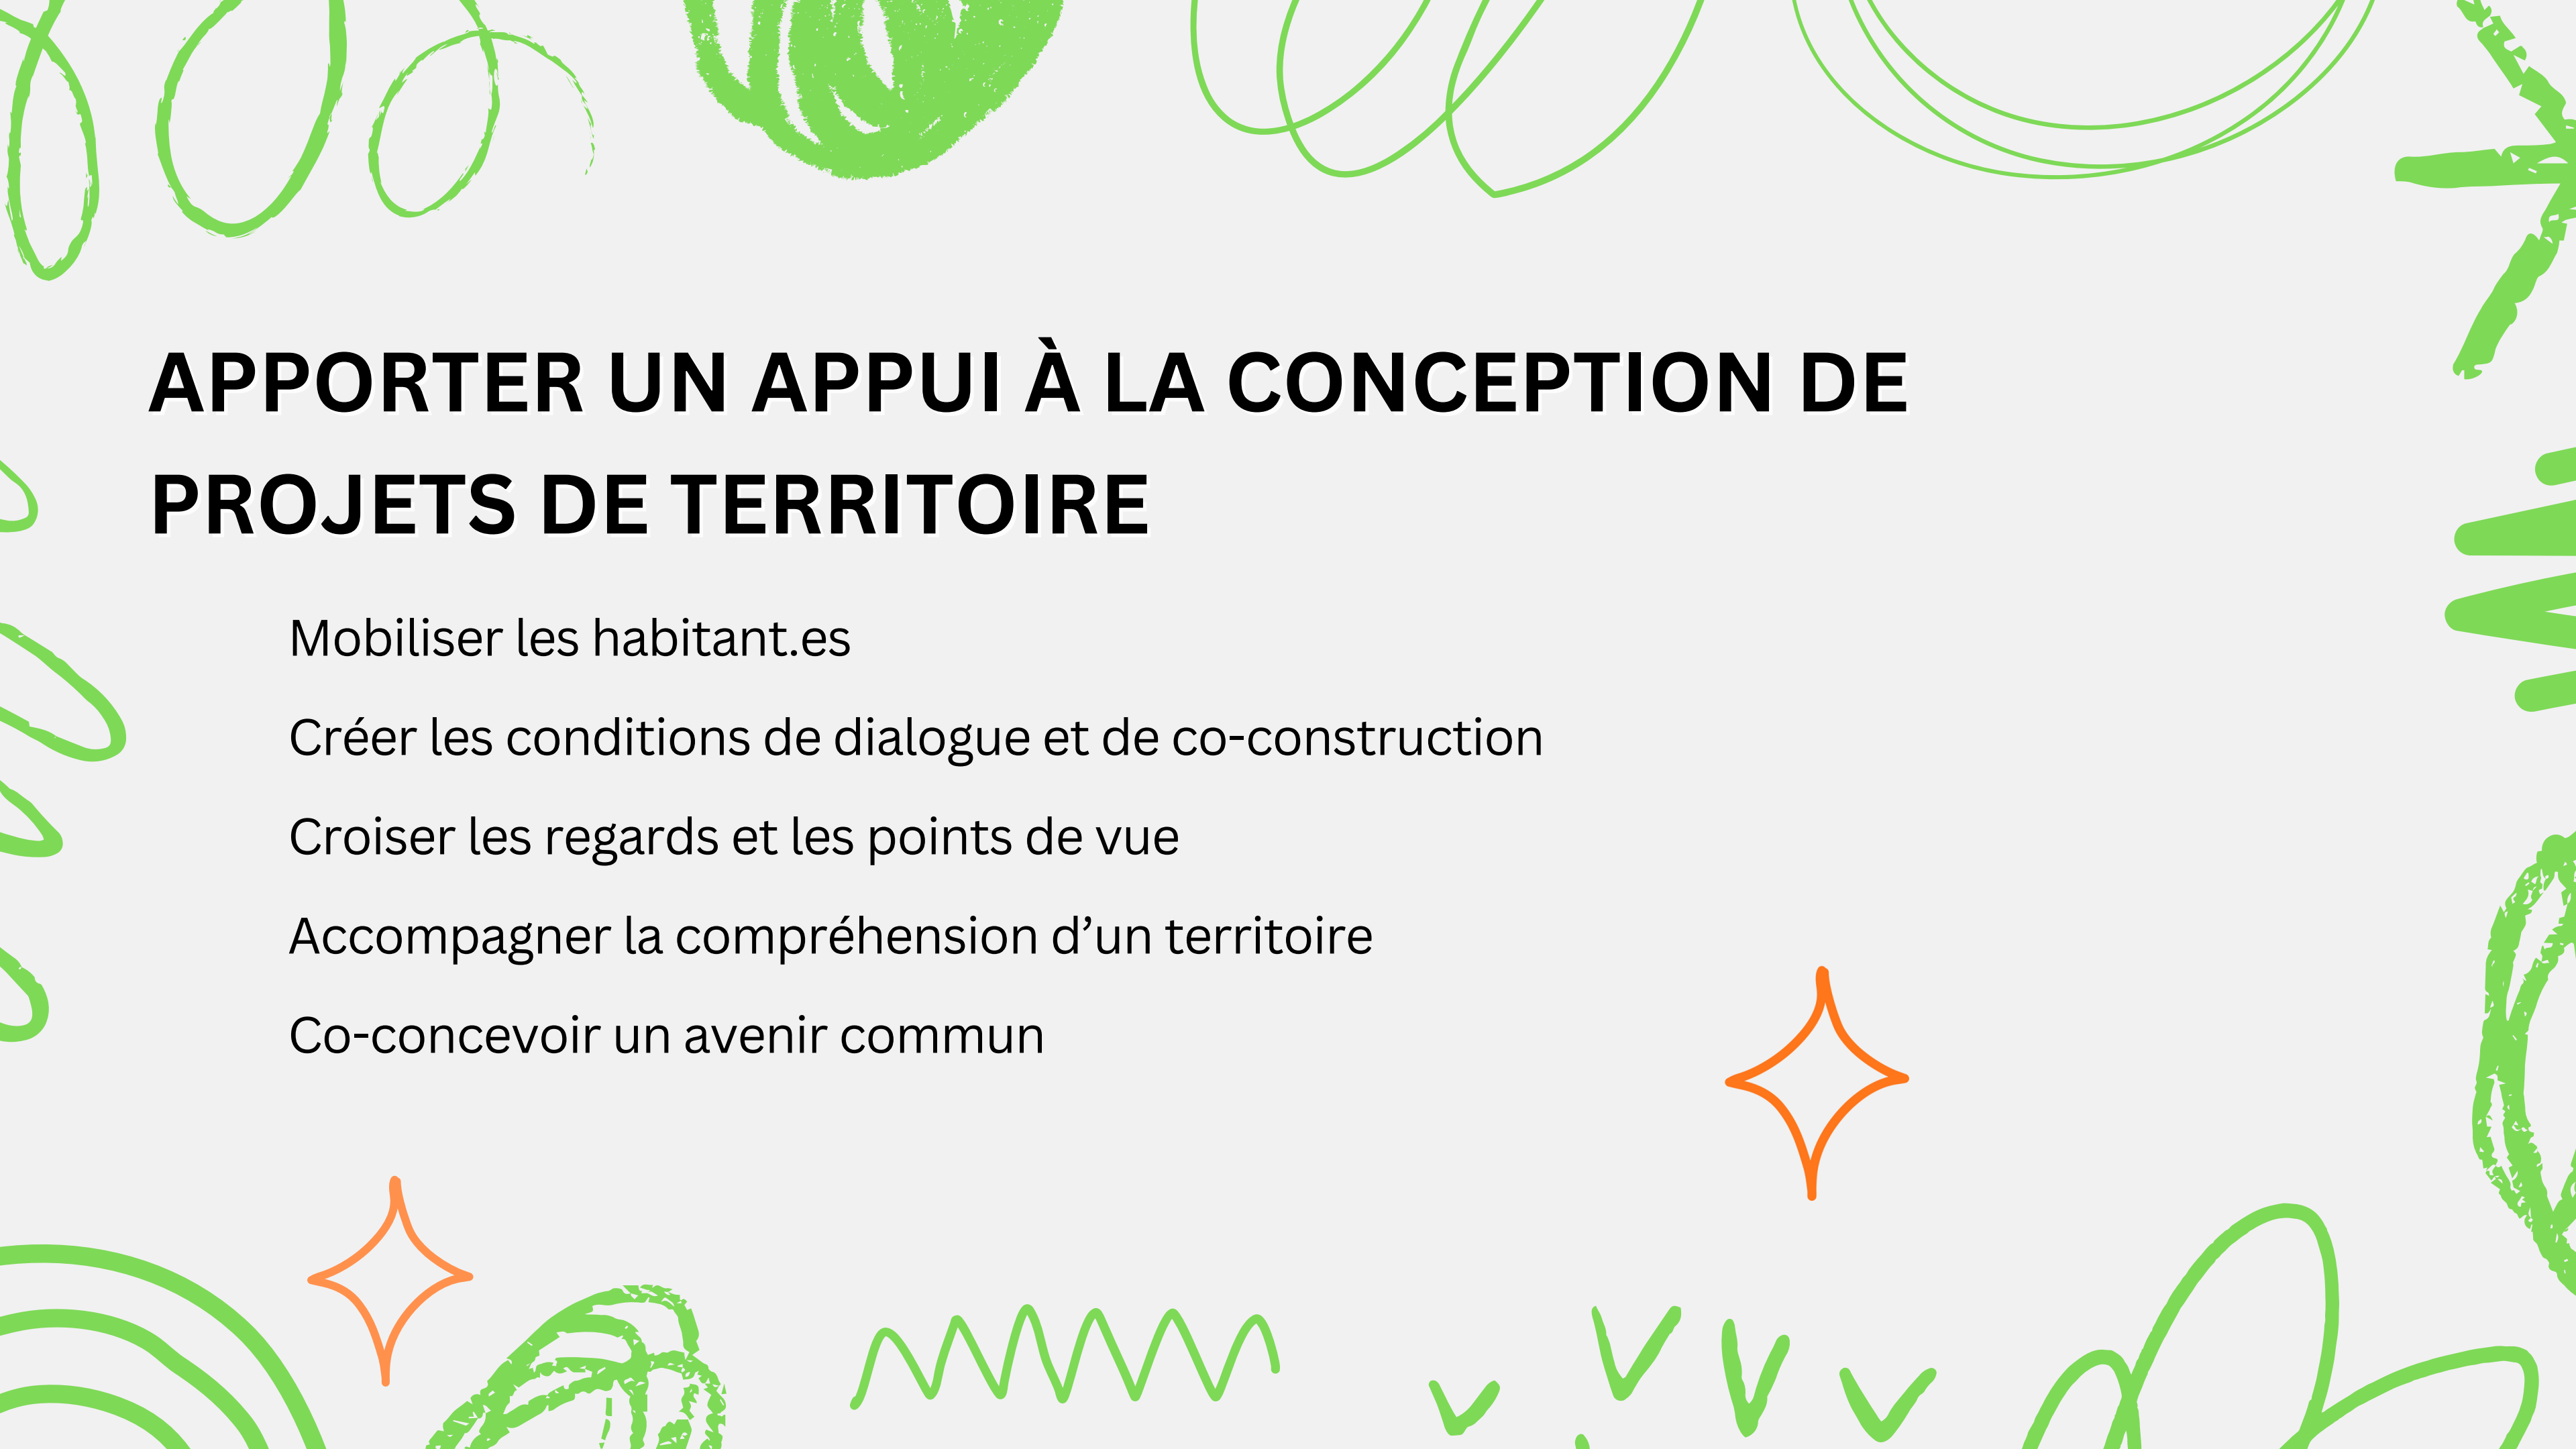 APPORTER UN APPUI À LA CONCEPTION DE
PROJETS DE TERRITOIRE
Mobiliser les habitant.es
Créer les conditions de dialogue et de co-construction
Croiser les regards et les points de vue
Accompagner la compréhension d’un territoire
Co-concevoir un avenir commun